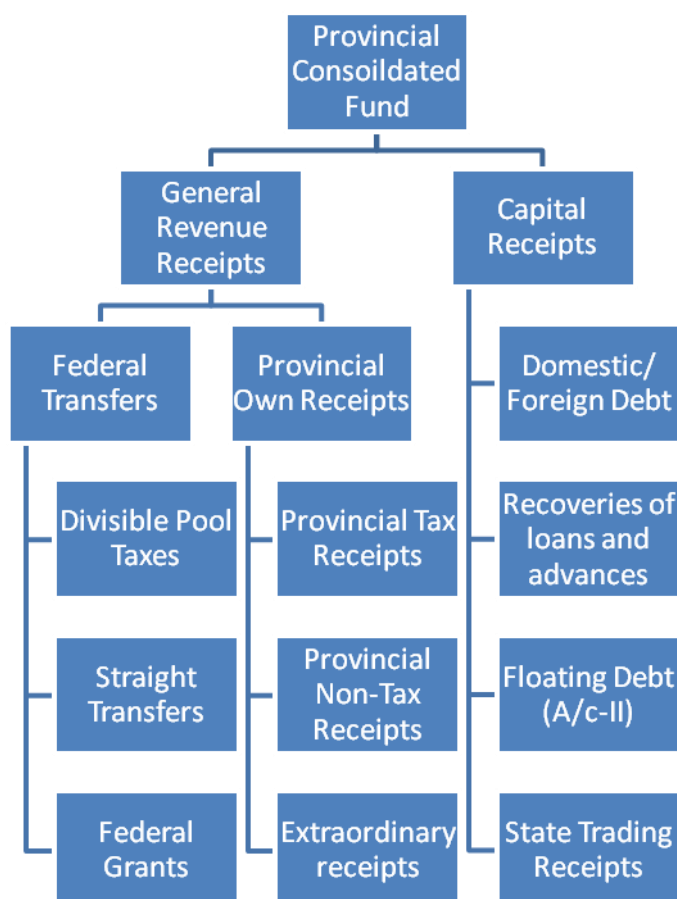 Provincial
Consoildated
Fund
General
Revenue
Receipts
Capital
Receipts
Federal
Transfers
Provincial
Own Receipts
Domestic/
Foreign Debt
Divisible Pool
Taxes
Provincial Tax
Receipts
Recoveries of
loans and
advances
Straight
Transfers
Provincial
Non-Tax
Receipts
Floating Debt
(A/c-II)
Federal
Grants
Extraordinary
receipts
State Trading
Receipts